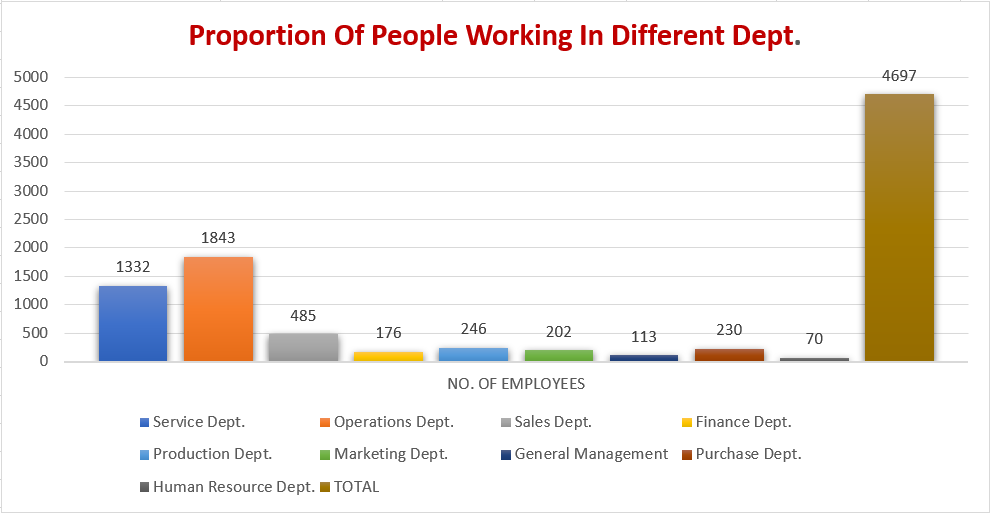 Proportion Of People Working In Different Dept.
5000
4500
4000
3500
3000
2500
2000
1500
1000
500
0
1332
1843
485
176
246
202
113
230
70
4697
NO. OF EMPLOYEES
Service Dept.
Operations Dept.
Sales Dept.
Finance Dept.
Production Dept.
Marketing Dept.
General Management
Purchase Dept.
Human Resource Dept.
TOTAL